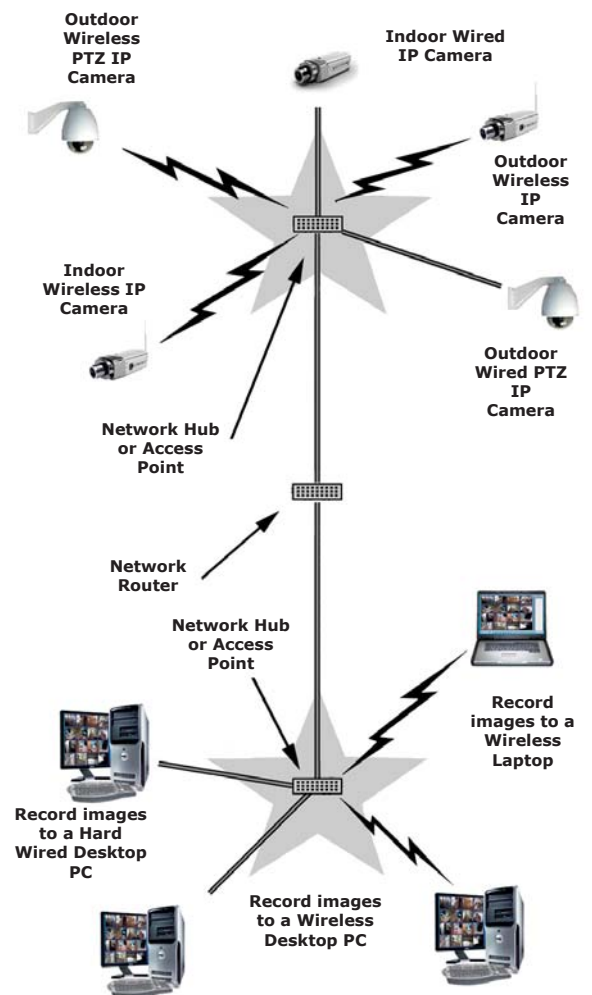 Outdoor
Wireless
PTZ IP
Camera
Indoor Wired
IP Camera
Outdoor
Wireless
IP
Camera
Indoor
Wireless IP
Camera
Outdoor
Wired PTZ
IP
Camera
Network Hub
or Access
Point
Network
Router
Network Hub
or Access
Point
Record
images to a
Wireless
Laptop
Record images
to a Hard
Wired Desktop
PC
Record images
to a Wireless
Desktop PC